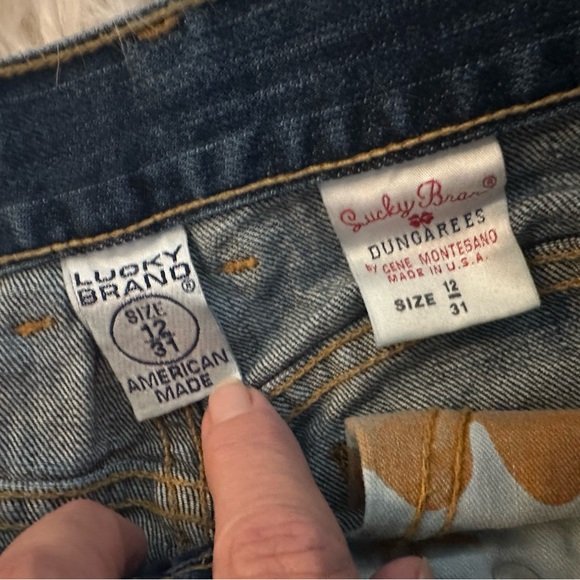 LUCKY
BRAND®
SIZE
12
31
AMERICAN
MADE
Lucky Brand®
DUNGAREES
BY GENE MONTESANO
MADE IN U.S.A.
SIZE 12
31